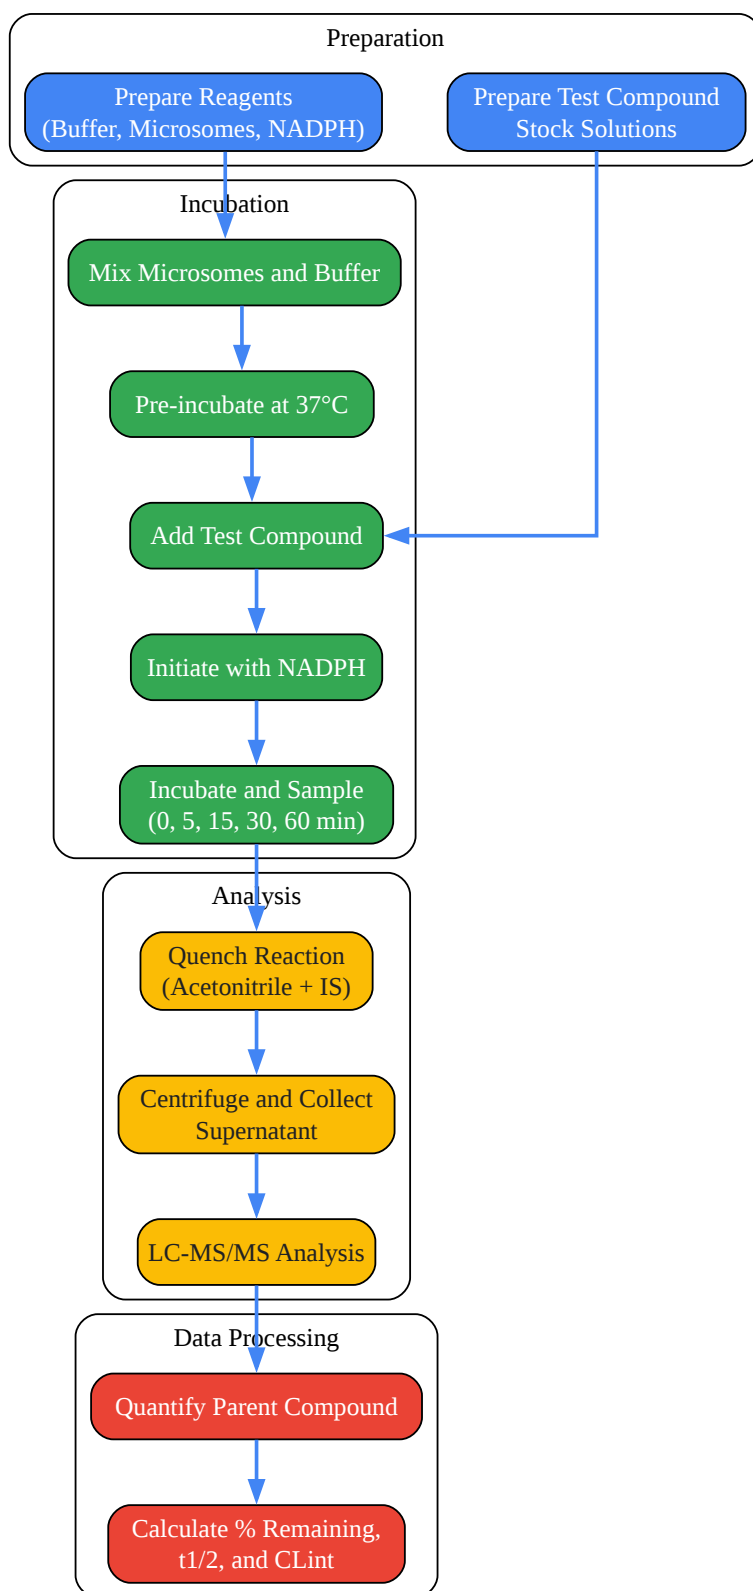 Preparation
Prepare Reagents
(Buffer, Microsomes, NADPH)
Prepare Test Compound
Stock Solutions
Incubation
Mix Microsomes and Buffer
Pre-incubate at 37°C
Add Test Compound
Initiate with NADPH
Incubate and Sample
(0, 5, 15, 30, 60 min)
Analysis
Quench Reaction
(Acetonitrile + IS)
Centrifuge and Collect
Supernatant
LC-MS/MS Analysis
Data Processing
Quantify Parent Compound
Calculate % Remaining,
t1/2, and CLint